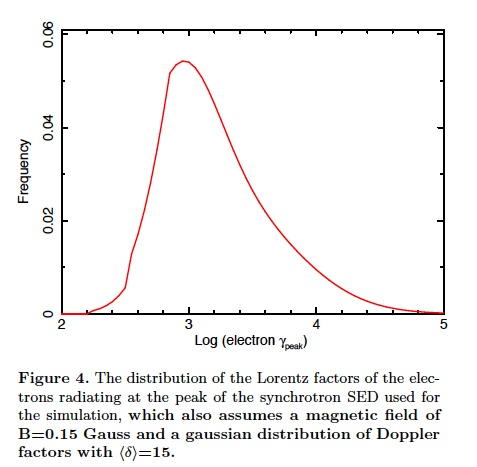 0.06
0.04
0.02
0
Frequency
2
3
4
5
Log (electron γpeak)
Figure 4. The distribution of the Lorentz factors of the elec-
trons radiating at the peak of the synchrotron SED used for
the simulation, which also assumes a magnetic field of
B=0.15 Gauss and a gaussian distribution of Doppler
factors with ⟨δ⟩=15.